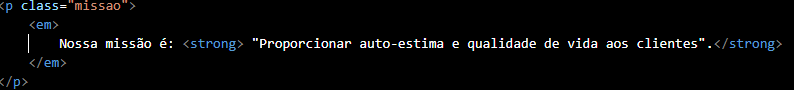 <p class="missao">
<em>
Nossa missão é: <strong> "Proporcionar auto-estima e qualidade de vida aos clientes".</strong>
</em>
</p>